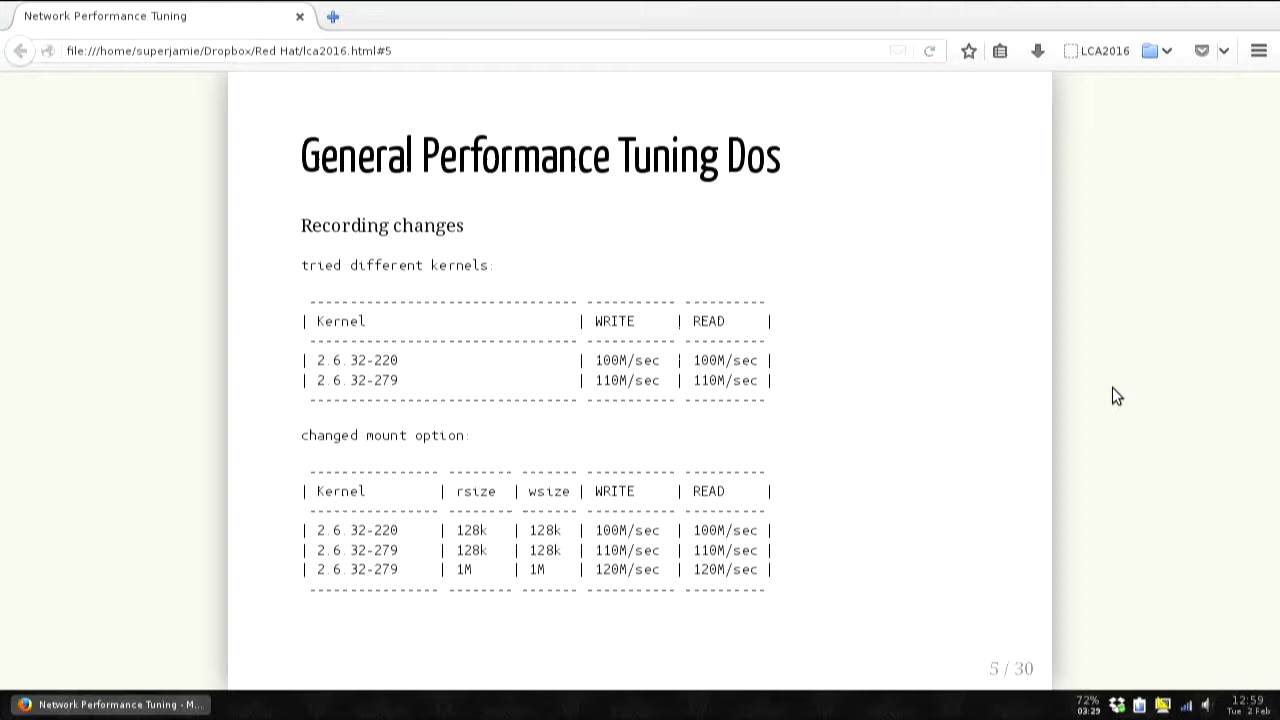 Network Performance Tuning
file:///home/superjamie/Dropbox/Red Hat/lca2016.html#5
LCA2016
General Performance Tuning Dos
Recording changes
tried different kernels:
| Kernel | WRITE | READ |
| 2.6.32-220 | 100M/sec | 100M/sec |
| 2.6.32-279 | 110M/sec | 110M/sec |
changed mount option:
| Kernel | rsize | wsize | WRITE | READ |
| 2.6.32-220 | 128k | 128k | 100M/sec | 100M/sec |
| 2.6.32-279 | 128k | 128k | 110M/sec | 110M/sec |
| 2.6.32-279 | 1M | 1M | 120M/sec | 120M/sec |
5 / 30
Network Performance Tuning - M...
72%
03:29
12:59
Tue 2 Feb